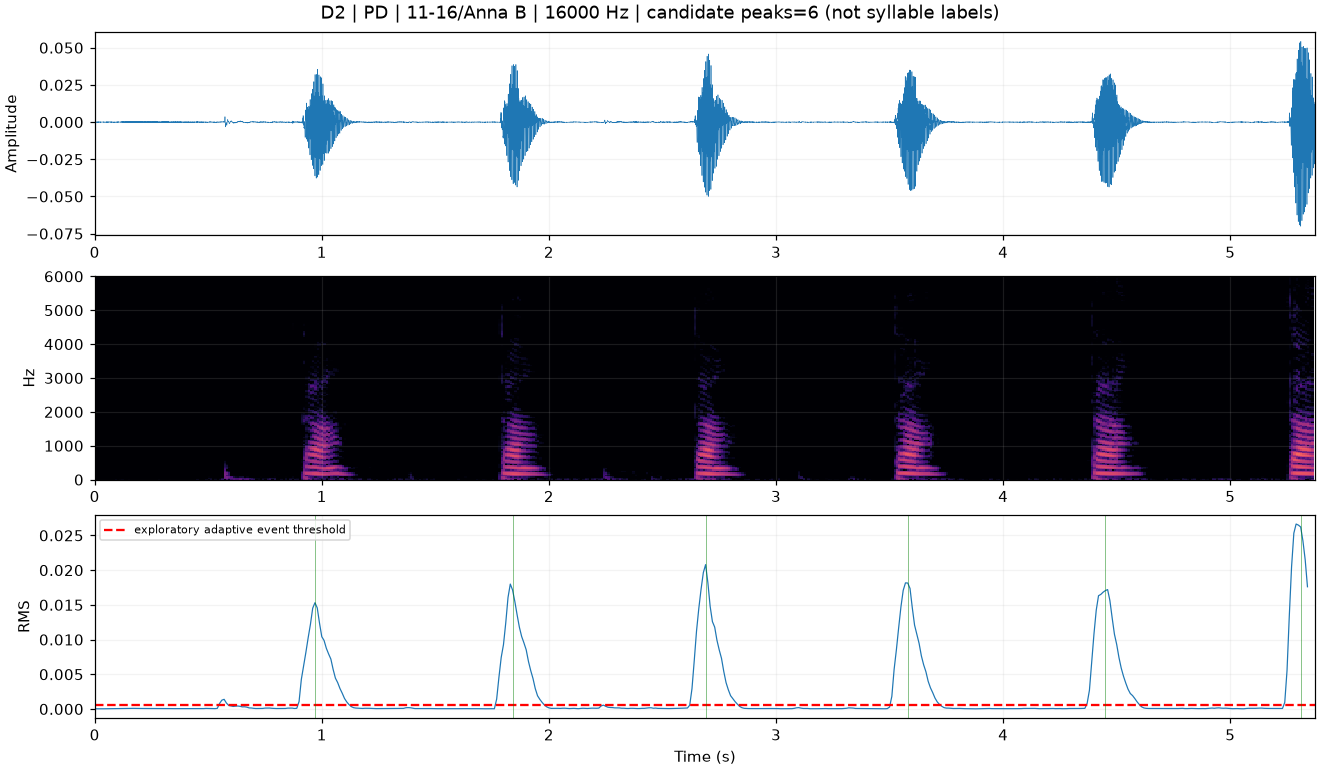 D2 | PD | 11-16/Anna B | 16000 Hz | candidate peaks=6 (not syllable labels)
Amplitude
0.050
0.025
0.000
−0.025
−0.050
−0.075
0 1 2 3 4 5
Hz
6000
5000
4000
3000
2000
1000
0
0 1 2 3 4 5
RMS
0.025
0.020
0.015
0.010
0.005
0.000
exploratory adaptive event threshold
0 1 2 3 4 5
Time (s)